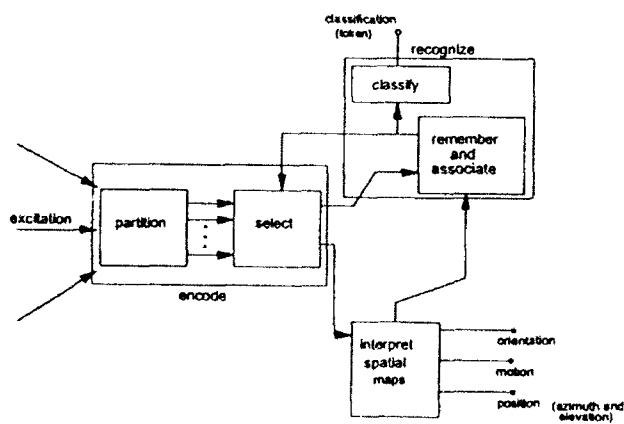 classification
(token)
recognize
classify
remember
and
associate
excitation
partition
select
encode
interpret
spatial
maps
orientation
motion
position
(azimuth and
elevation)